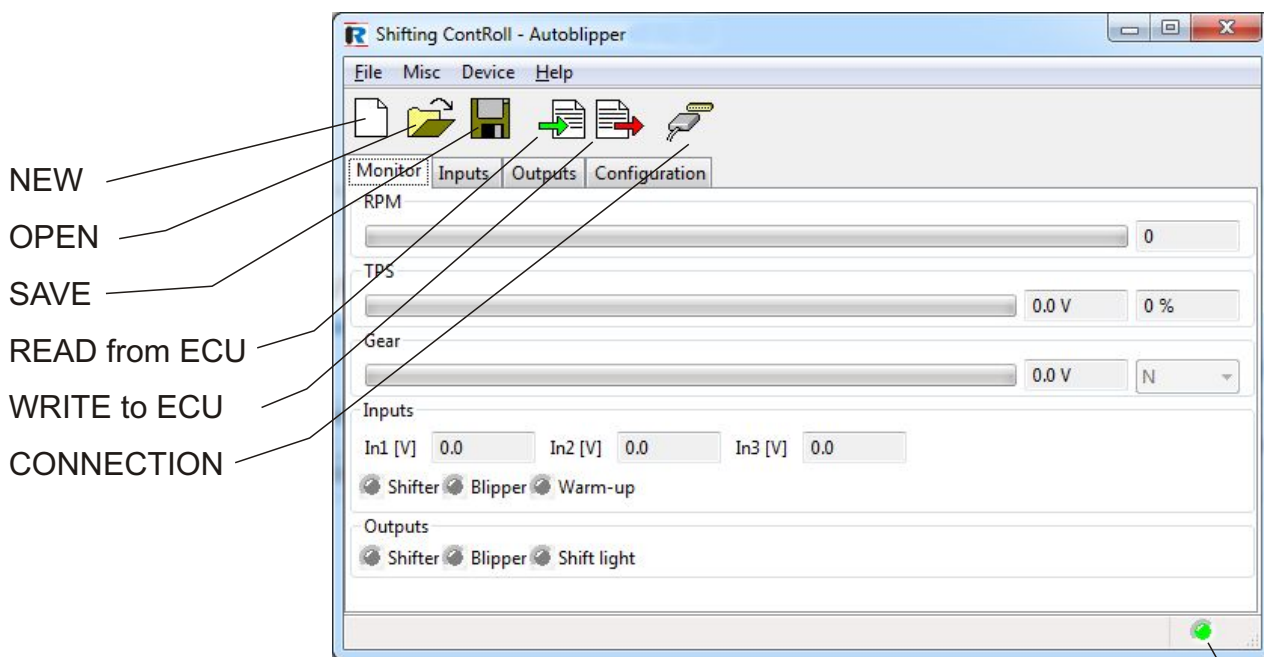 Shifting ContRoll - Autoblipper
File Misc Device Help
NEW
OPEN
SAVE
READ from ECU
WRITE to ECU
CONNECTION
Monitor Inputs Outputs Configuration
RPM
0
TPS
0.0 V 0 %
Gear
0.0 V N
Inputs
In1 [V] 0.0 In2 [V] 0.0 In3 [V] 0.0
Shifter Blipper Warm-up
Outputs
Shifter Blipper Shift light